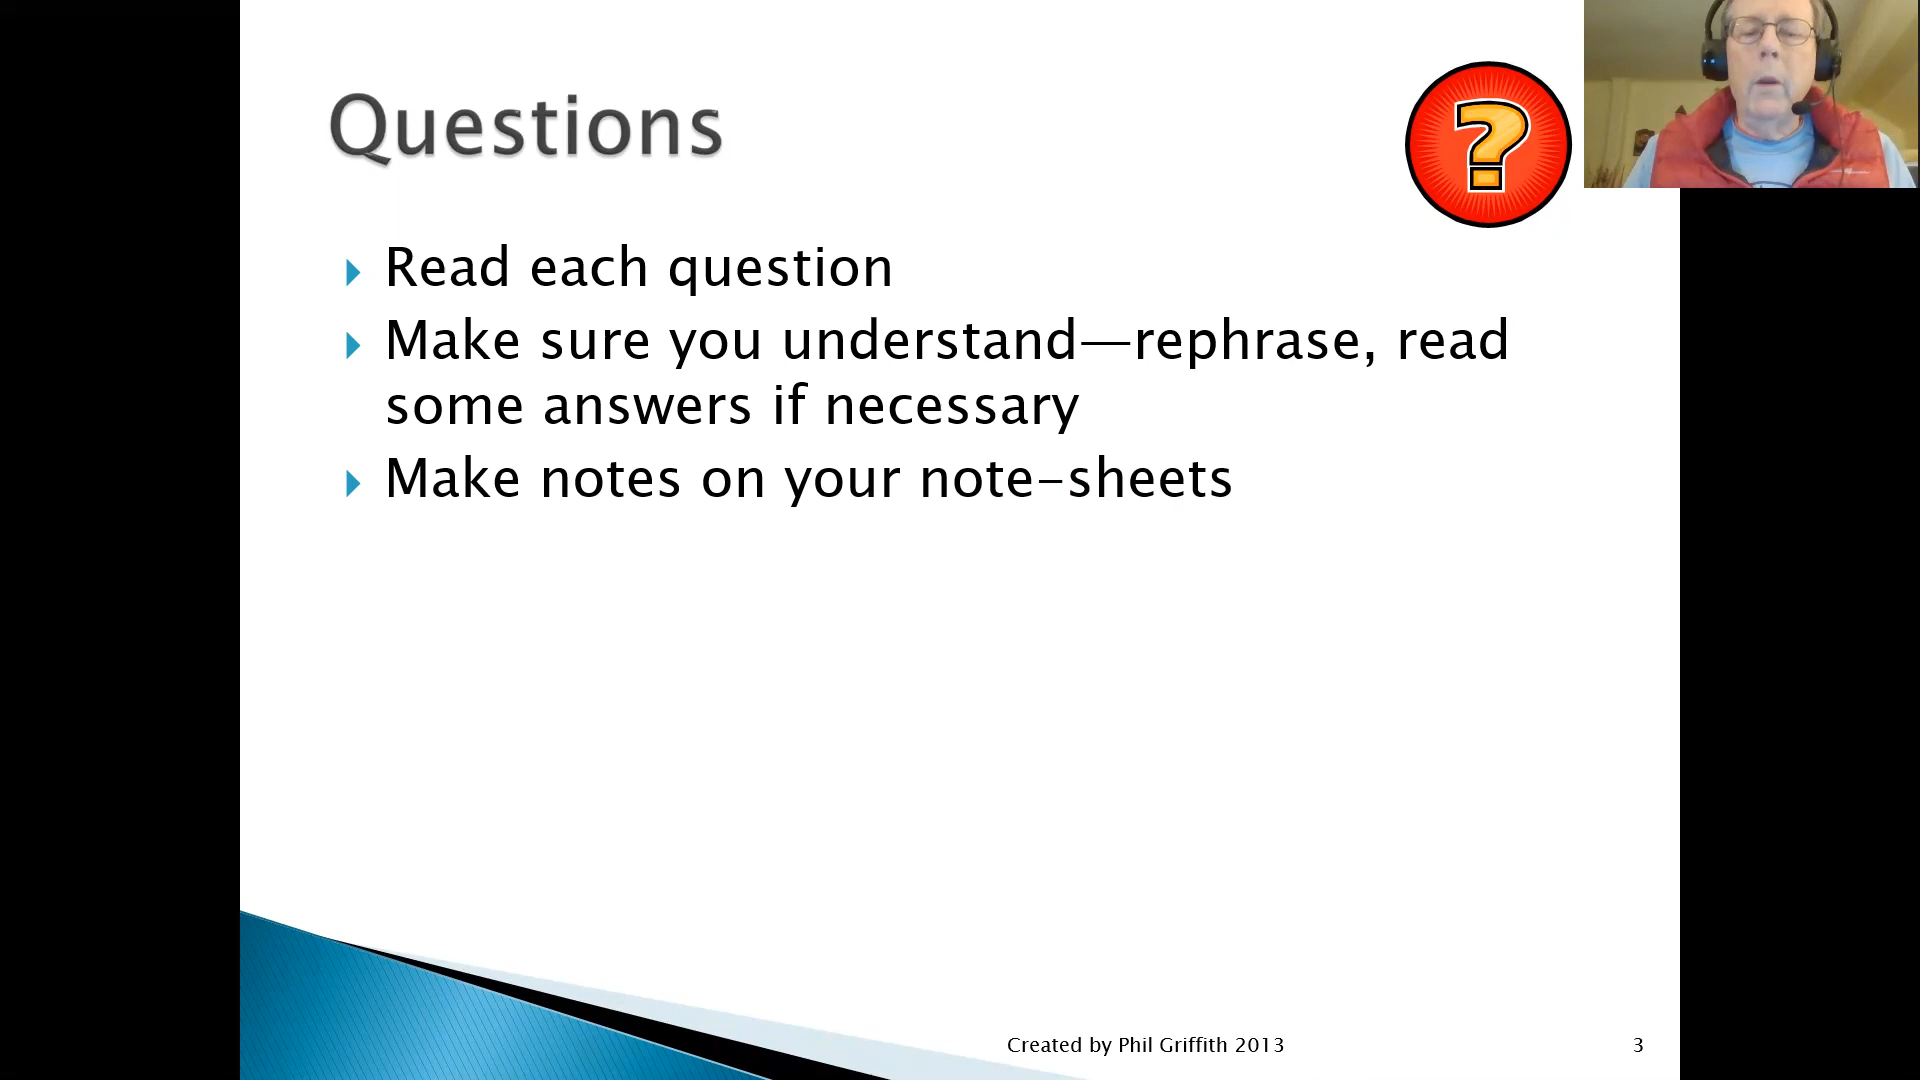 Questions
?
Read each question
Make sure you understand—rephrase, read
some answers if necessary
Make notes on your note-sheets
Created by Phil Griffith 2013
3